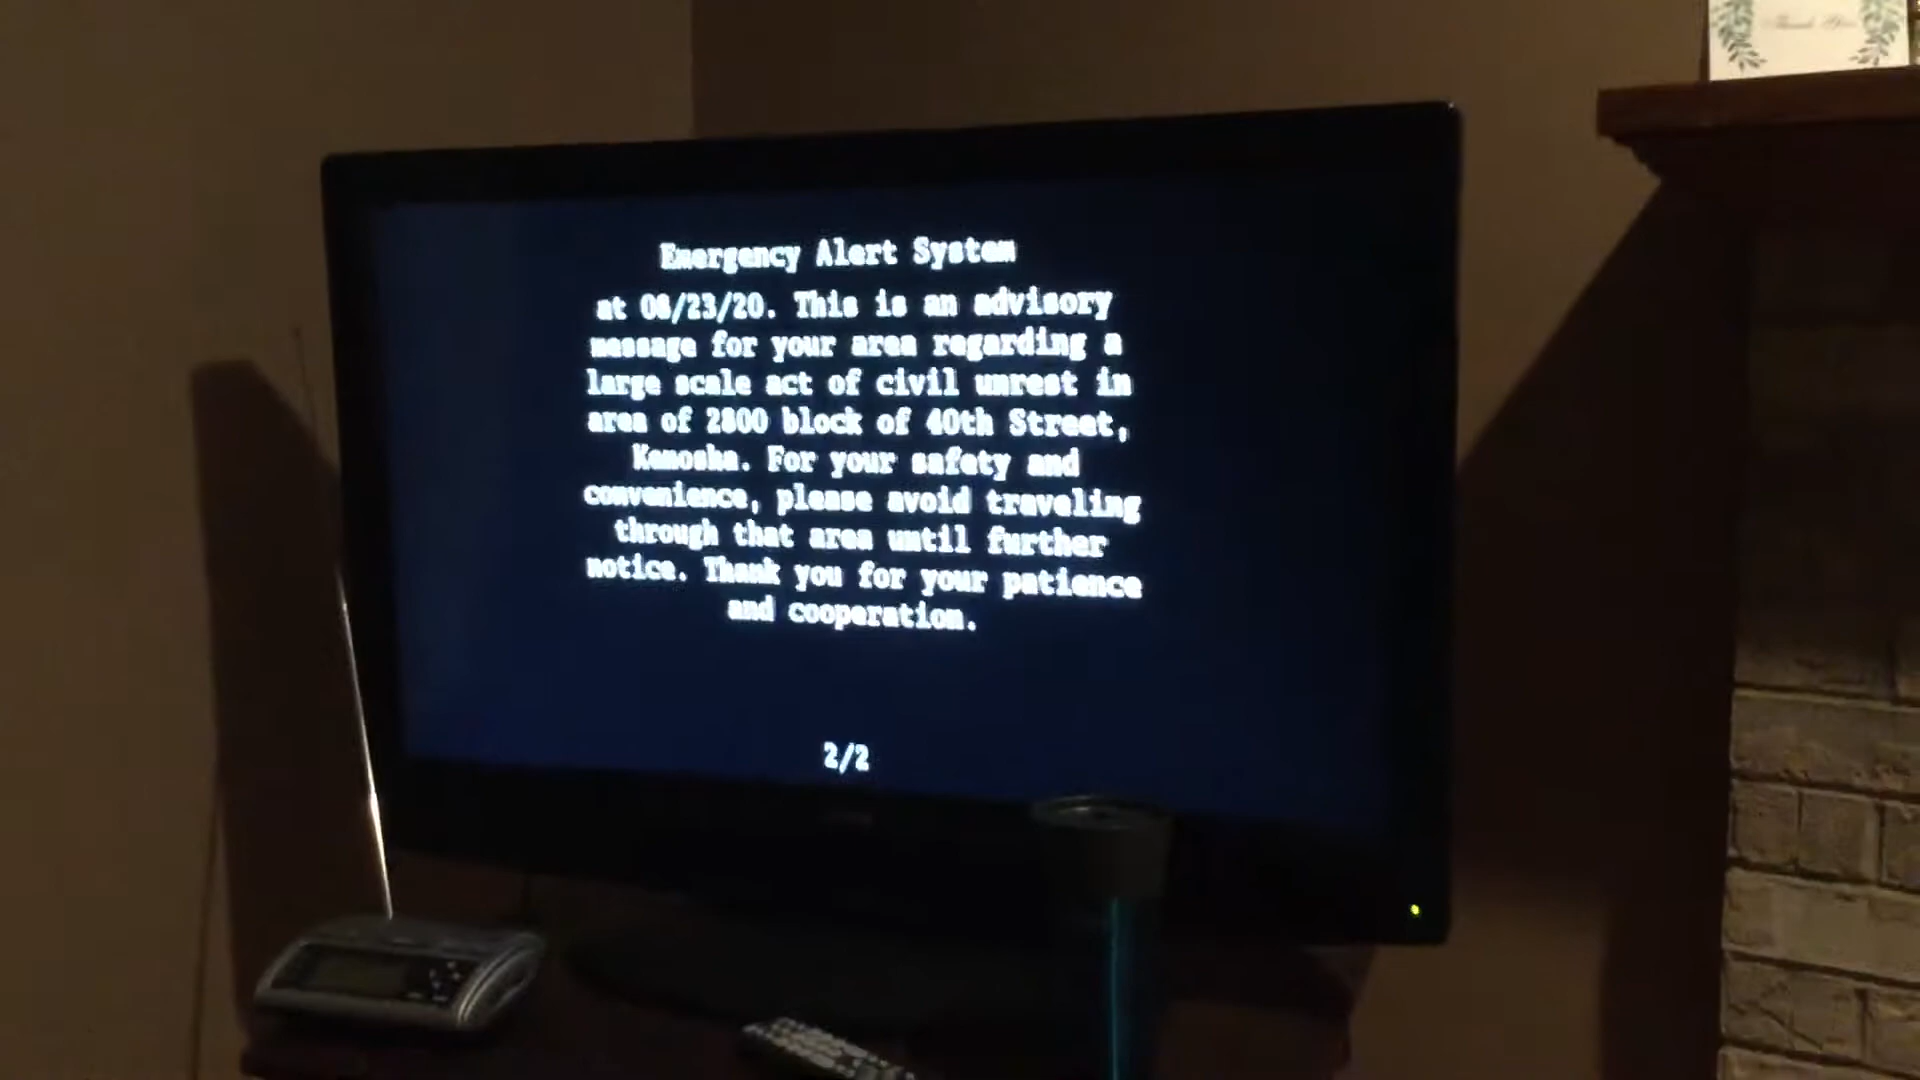 Thank You
Emergency Alert System
at 08/23/20. This is an advisory
message for your area regarding a
large scale act of civil unrest in
area of 2800 block of 40th Street,
Kenosha. For your safety and
convenience, please avoid traveling
through that area until further
notice. Thank you for your patience
and cooperation.
2/2